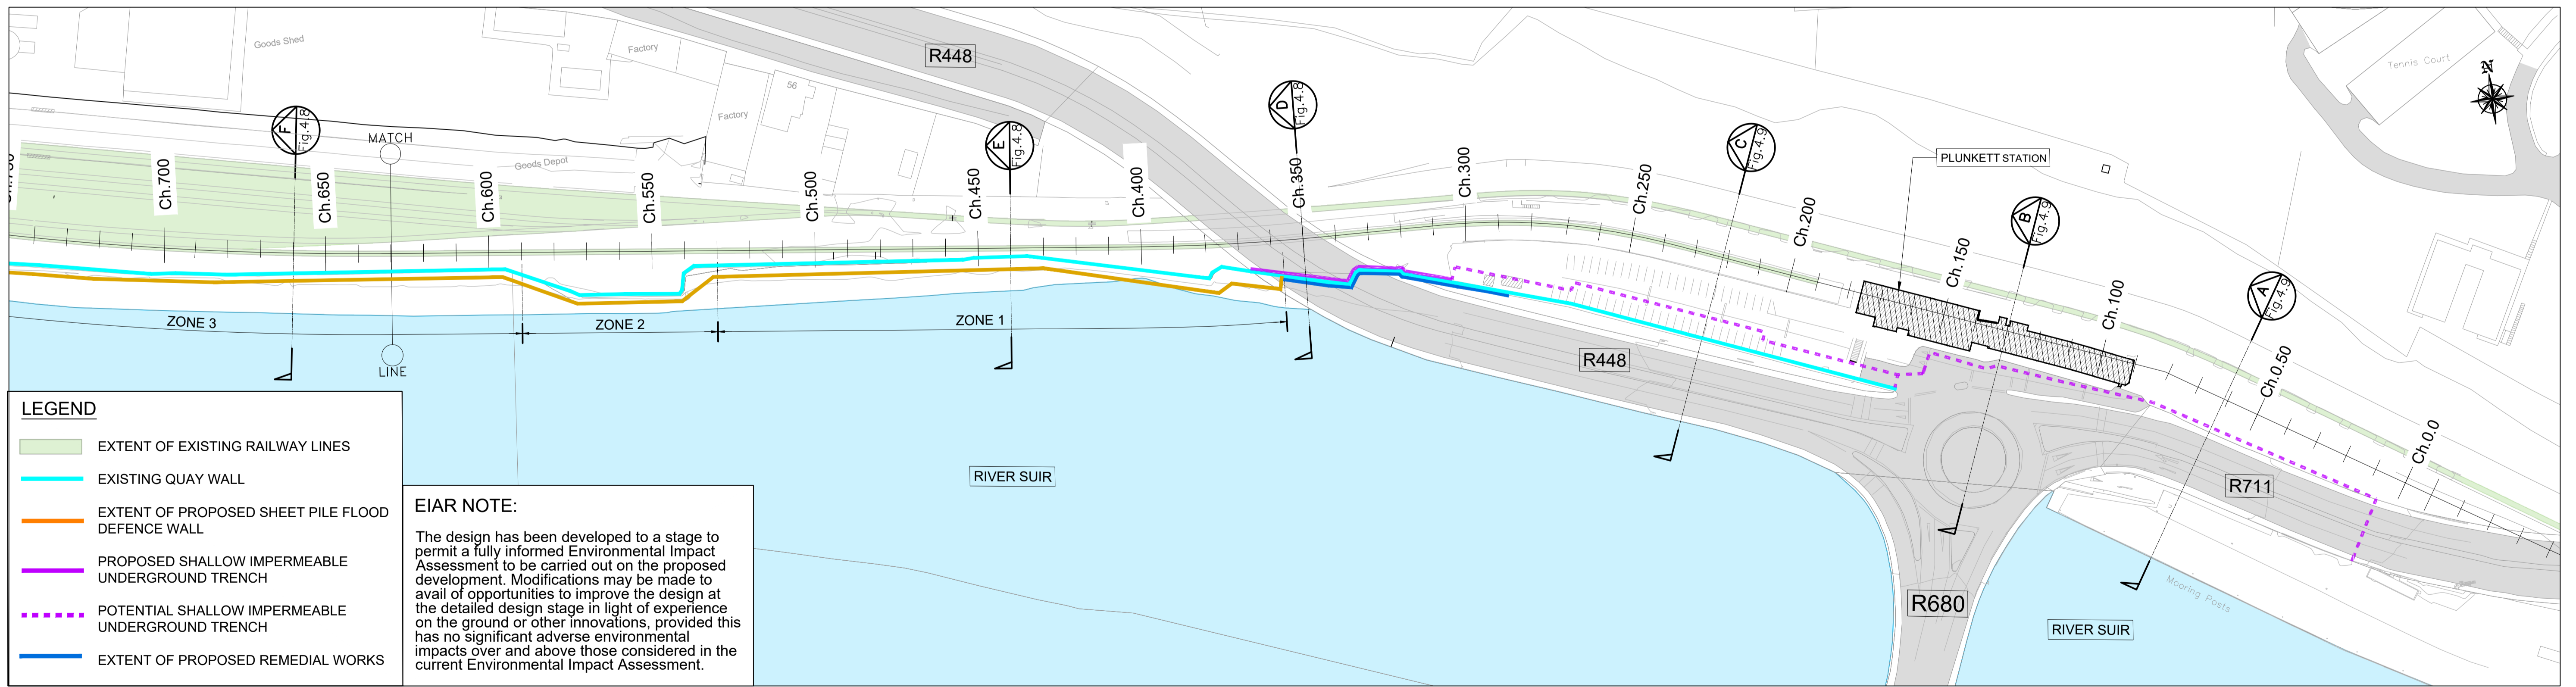 Goods Shed
Factory
R448
Tennis Court
N
56
Factory
F
Fig.4.8
MATCH
E
Fig.4.8
D
Fig.4.8
C
Fig.4.9
PLUNKETT STATION
B
Fig.4.9
A
Fig.4.9
Goods Depot
Ch.700
Ch.650
Ch.600
Ch.550
Ch.500
Ch.450
Ch.400
Ch.350
Ch.300
Ch.250
Ch.200
Ch.150
Ch.100
Ch.0.50
Ch.0.0
ZONE 3
ZONE 2
ZONE 1
LINE
R448
R711
R680
RIVER SUIR
RIVER SUIR
Mooring Posts
LEGEND
EXTENT OF EXISTING RAILWAY LINES
EXISTING QUAY WALL
EXTENT OF PROPOSED SHEET PILE FLOOD
DEFENCE WALL
PROPOSED SHALLOW IMPERMEABLE
UNDERGROUND TRENCH
POTENTIAL SHALLOW IMPERMEABLE
UNDERGROUND TRENCH
EXTENT OF PROPOSED REMEDIAL WORKS
EIAR NOTE:
The design has been developed to a stage to
permit a fully informed Environmental Impact
Assessment to be carried out on the proposed
development. Modifications may be made to
avail of opportunities to improve the design at
the detailed design stage in light of experience
on the ground or other innovations, provided this
has no significant adverse environmental
impacts over and above those considered in the
current Environmental Impact Assessment.